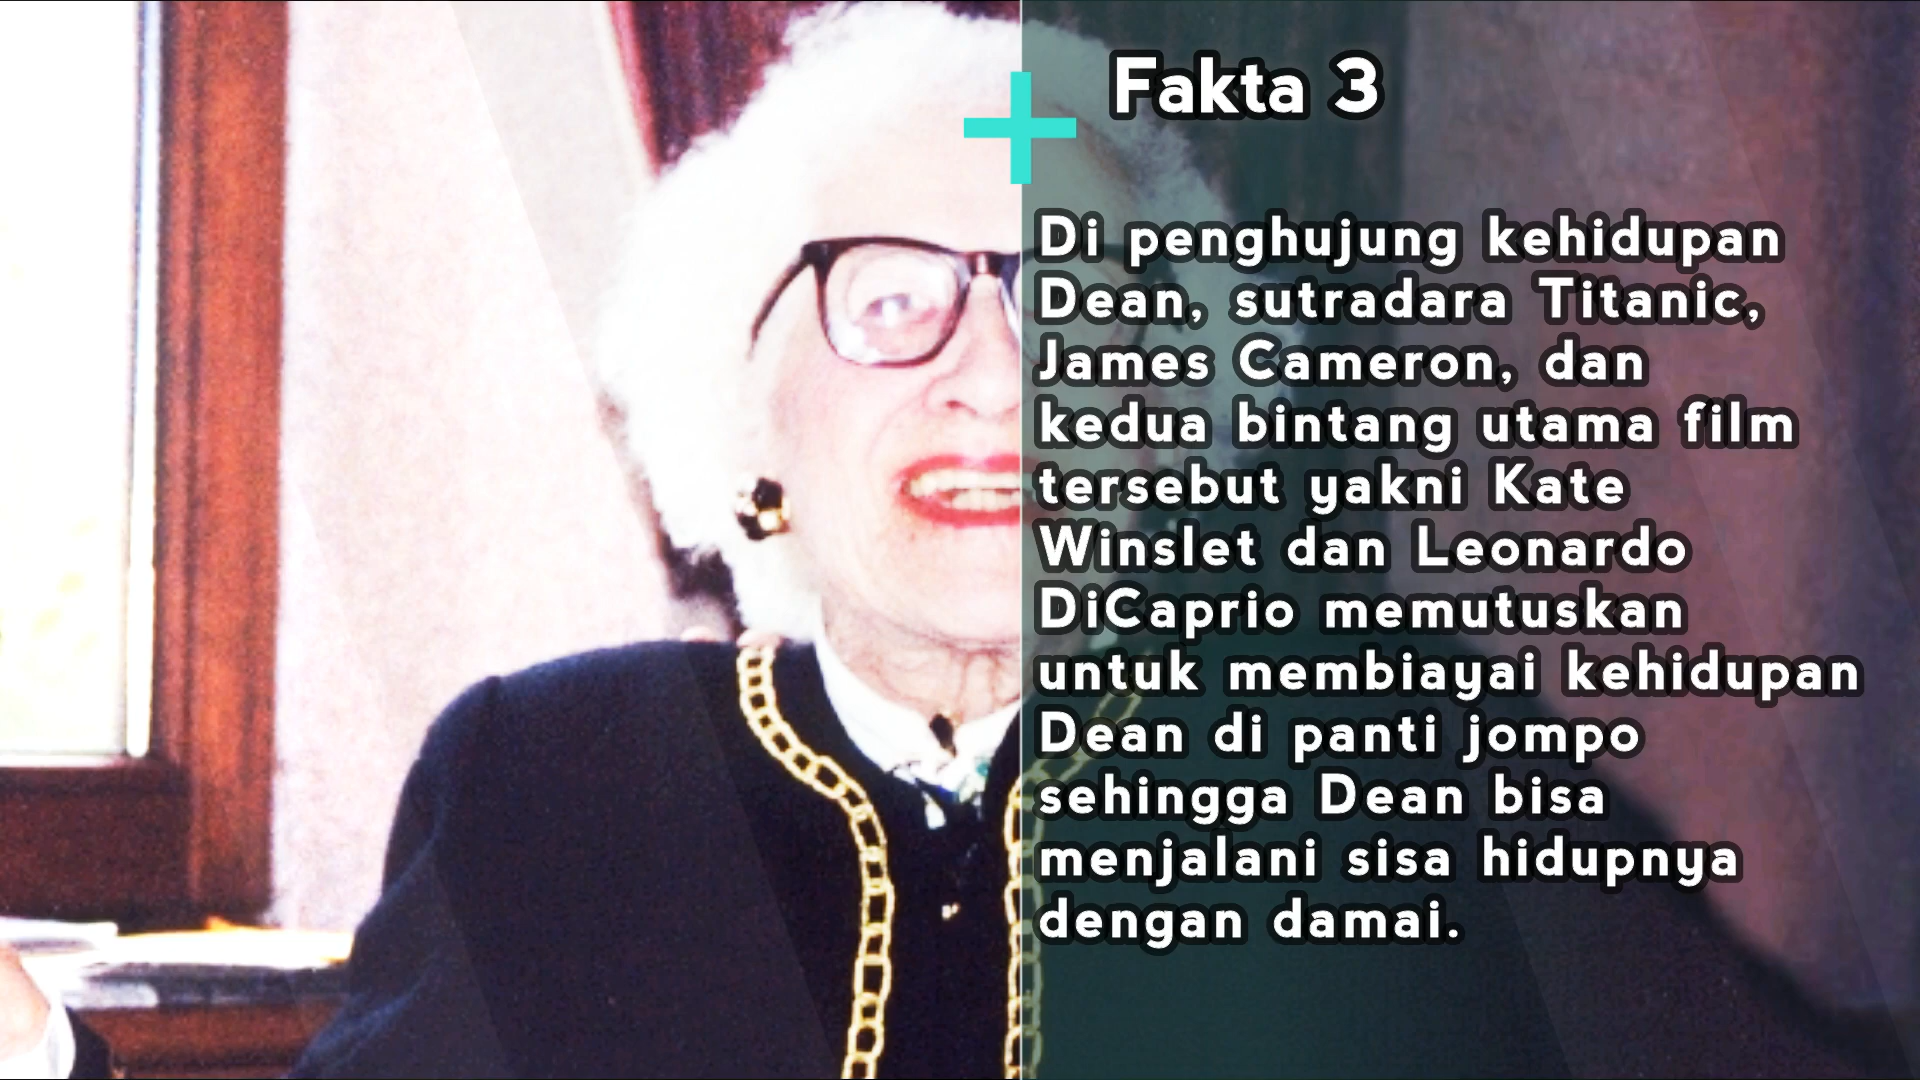 Fakta 3
Di penghujung kehidupan
Dean, sutradara Titanic,
James Cameron, dan
kedua bintang utama film
tersebut yakni Kate
Winslet dan Leonardo
DiCaprio memutuskan
untuk membiayai kehidupan
Dean di panti jompo
sehingga Dean bisa
menjalani sisa hidupnya
dengan damai.